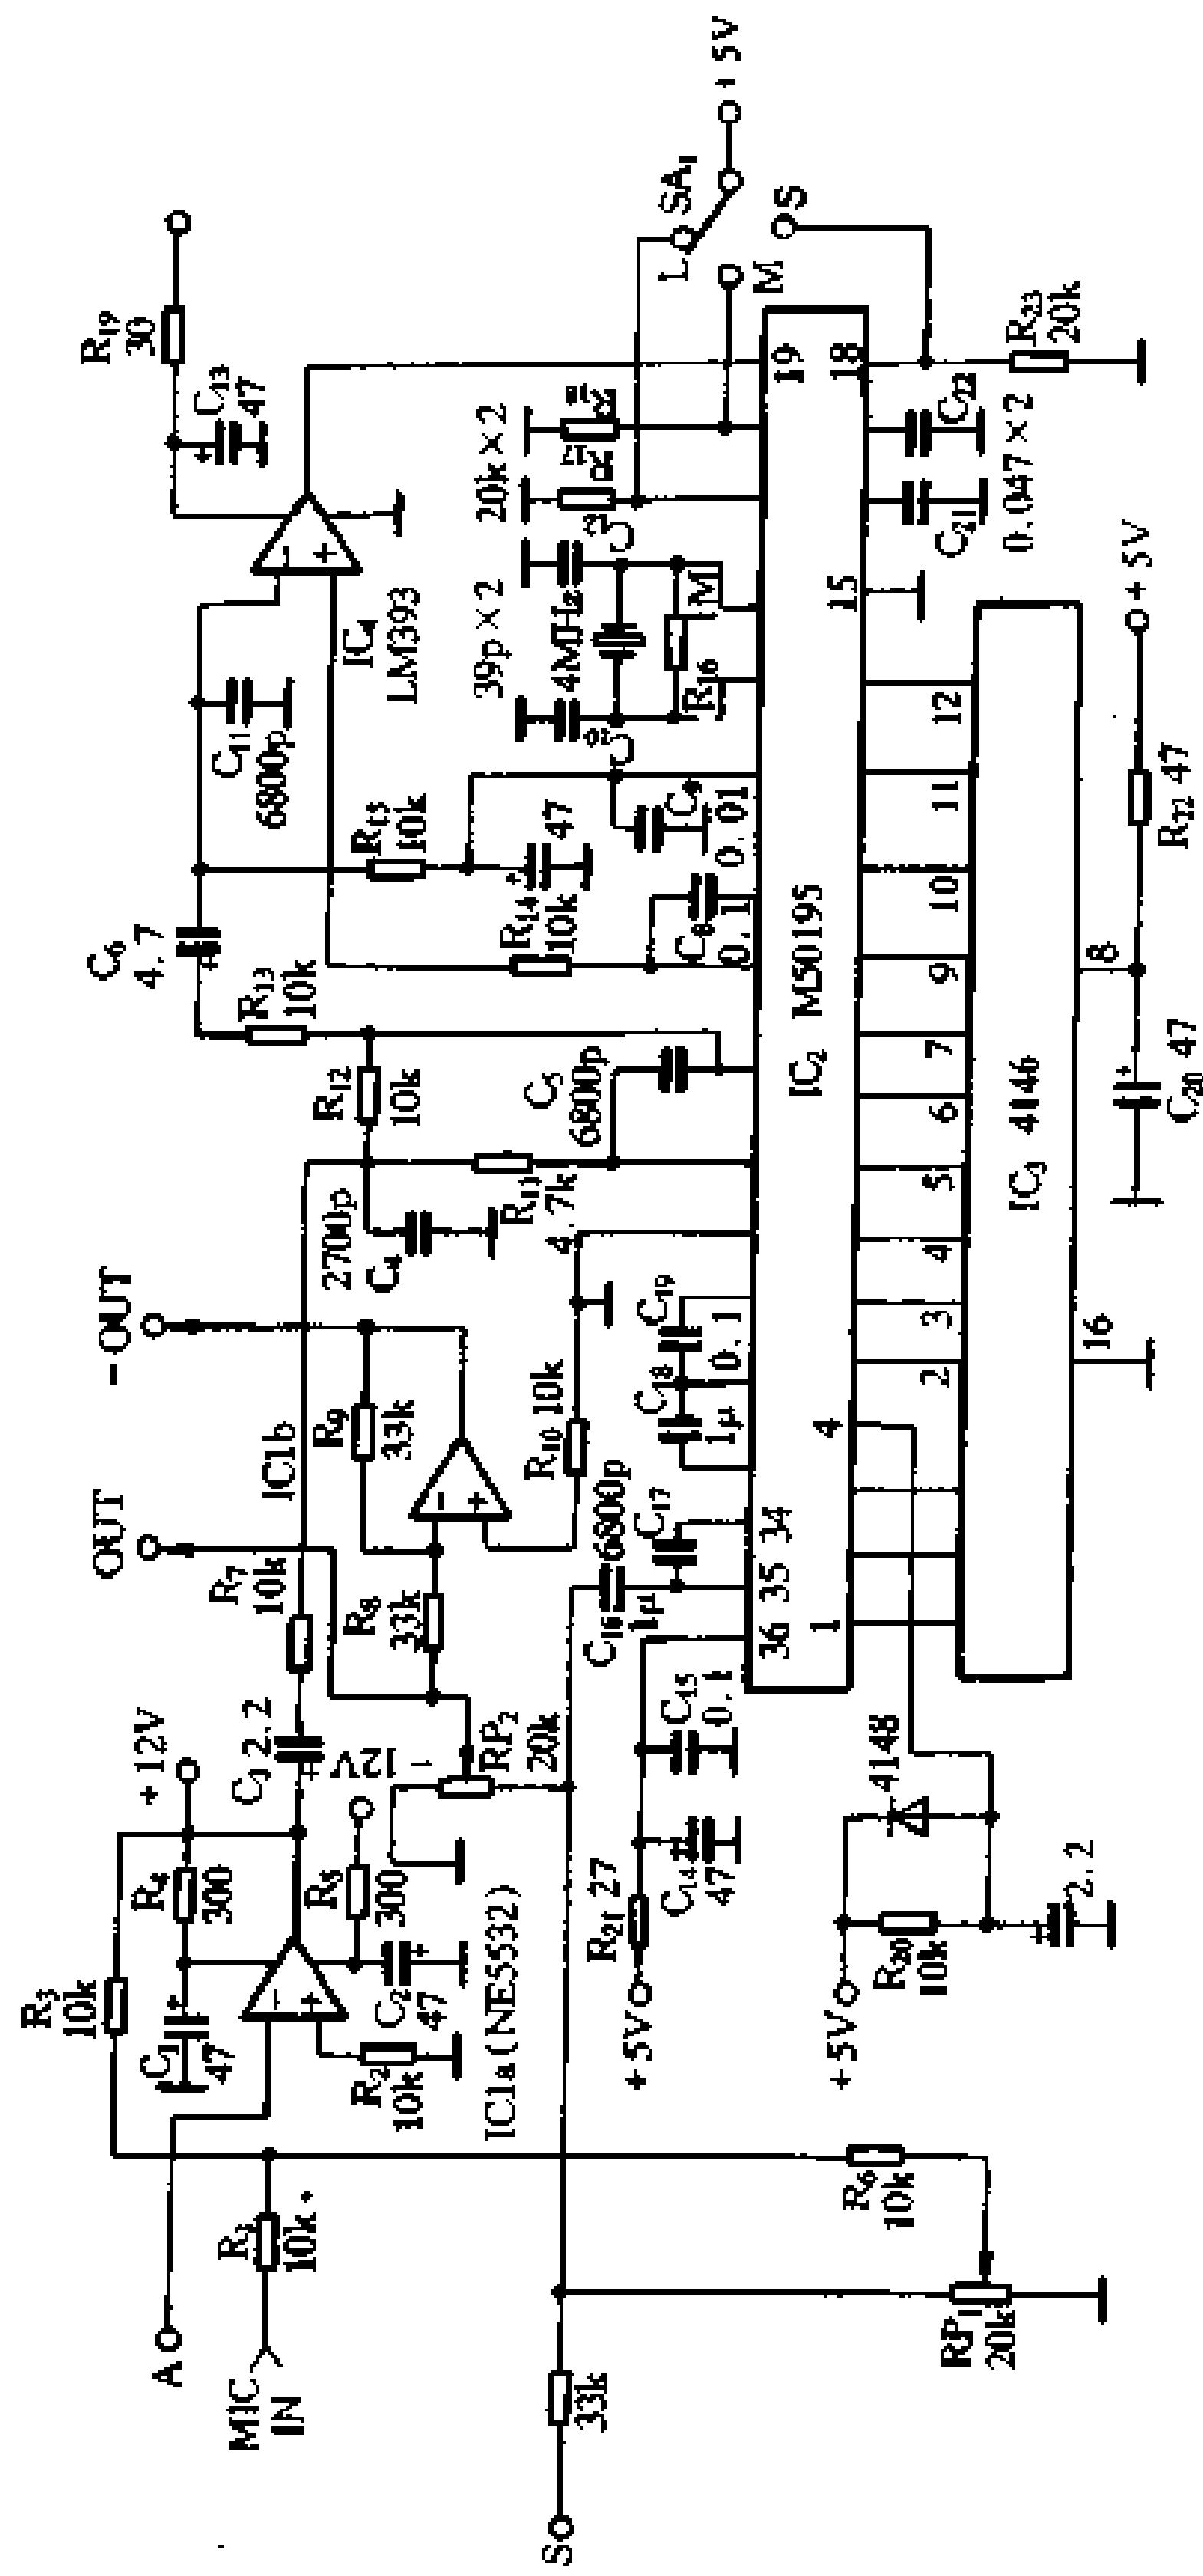 A
MIC
IN
R₃
10k
10k
C₁
47
R₂
10k
R₄
300
+12V
R₅
300
C₂
47
-12V
IC1a(NE5532)
C₃ 2.2
R₇
10k
OUT
-OUT
IC1b
R₈
33k
R₉
33k
RP₂
20k
R₁₀ 10k
2700p
C₄
4.7k
R₁₂
10k
R₁₃
10k
C₅
6800p
C₆
4.7
C₁₁
6800p
R₁₅
10k
R₁₄
10k
47
C₈
0.1
C₉
0.01
IC₄
LM393
C₁₃
47
R₁₉
30
39p×2
4MHz
R₁₆
1M
20k×2
L
SA₁
M
S
+5V
S
33k
RP₁
20k
R₆
10k
+5V
R₂₁ 27
C₁₄
47
C₁₅
0.1
C₁₆
1μ
6800p
C₁₇
C₁₈
1μ
C₁₉
0.1
36
35
34
19
IC₂ M50195
1
4
15
18
+5V
R₂₀
10k
4148
2.2
2
3
4
5
6
7
9
10
11
12
IC₃ 4146
16
8
C₂₀ 47
R₂₂ 47
+5V
C₂₁
C₂₂
0.047×2
R₂₃
20k